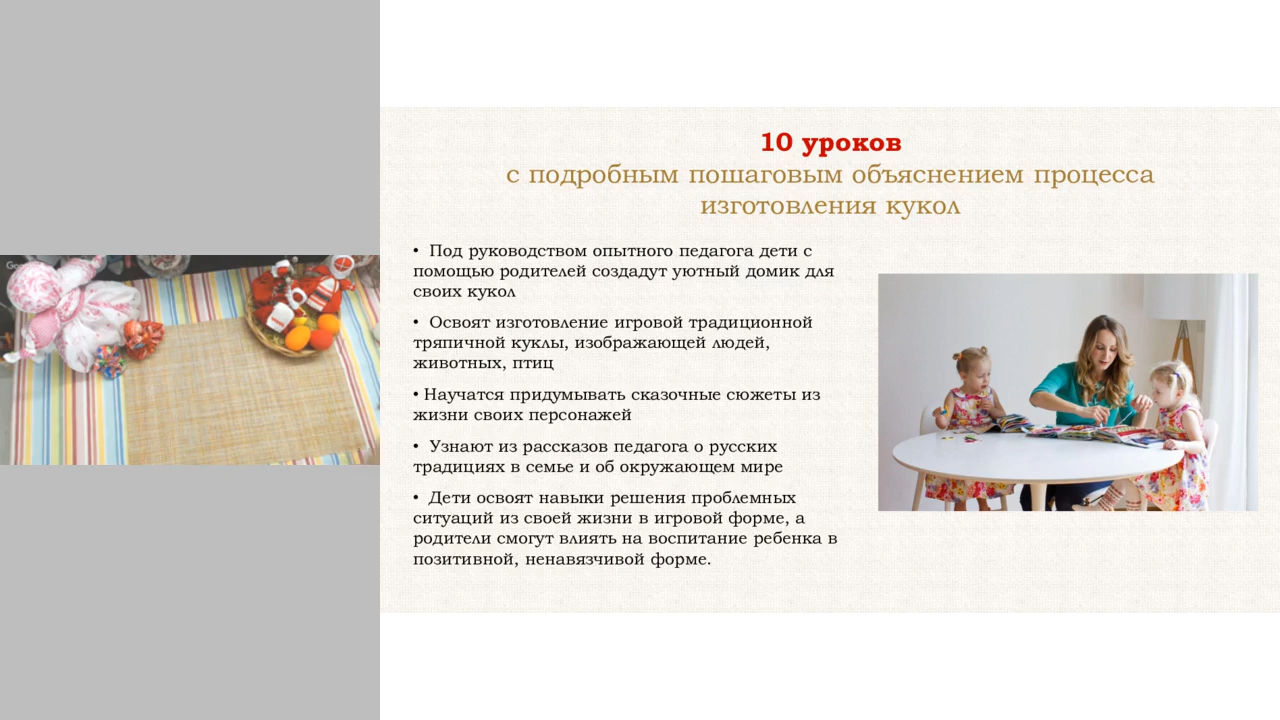 10 уроков
с подробным пошаговым объяснением процесса
изготовления кукол
• Под руководством опытного педагога дети с
помощью родителей создадут уютный домик для
своих кукол
• Освоят изготовление игровой традиционной
тряпичной куклы, изображающей людей,
животных, птиц
• Научатся придумывать сказочные сюжеты из
жизни своих персонажей
• Узнают из рассказов педагога о русских
традициях в семье и об окружающем мире
• Дети освоят навыки решения проблемных
ситуаций из своей жизни в игровой форме, а
родители смогут влиять на воспитание ребенка в
позитивной, ненавязчивой форме.